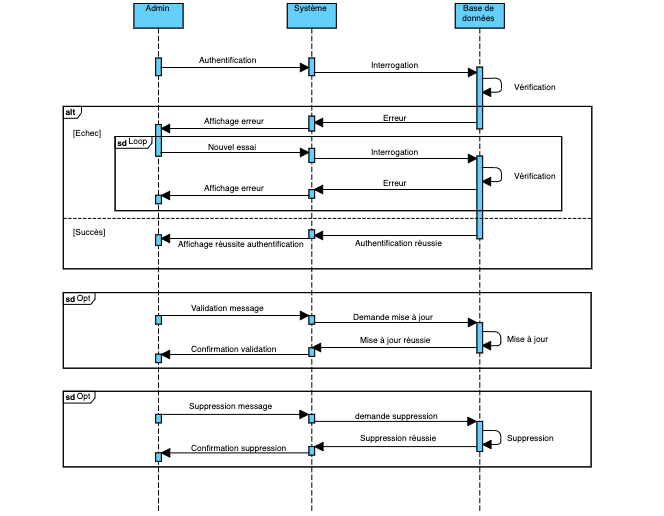 Admin
Système
Base de
données
Authentification
Interrogation
Vérification
alt
[Echec]
Affichage erreur
Erreur
sd Loop
Nouvel essai
Interrogation
Vérification
Affichage erreur
Erreur
[Succès]
Affichage réussite authentification
Authentification réussie
sd Opt
Validation message
Demande mise à jour
Mise à jour
Mise à jour réussie
Confirmation validation
sd Opt
Suppression message
demande suppression
Suppression
Suppression réussie
Confirmation suppression